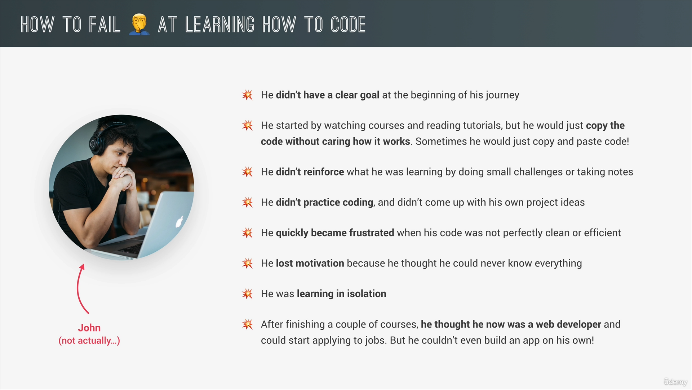 HOW TO FAIL 🤦‍♂️ AT LEARNING HOW TO CODE
💥 He didn't have a clear goal at the beginning of his journey
💥 He started by watching courses and reading tutorials, but he would just copy the
code without caring how it works. Sometimes he would just copy and paste code!
💥 He didn't reinforce what he was learning by doing small challenges or taking notes
💥 He didn't practice coding, and didn't come up with his own project ideas
💥 He quickly became frustrated when his code was not perfectly clean or efficient
💥 He lost motivation because he thought he could never know everything
💥 He was learning in isolation
💥 After finishing a couple of courses, he thought he now was a web developer and
could start applying to jobs. But he couldn't even build an app on his own!
John
(not actually...)
Udemy